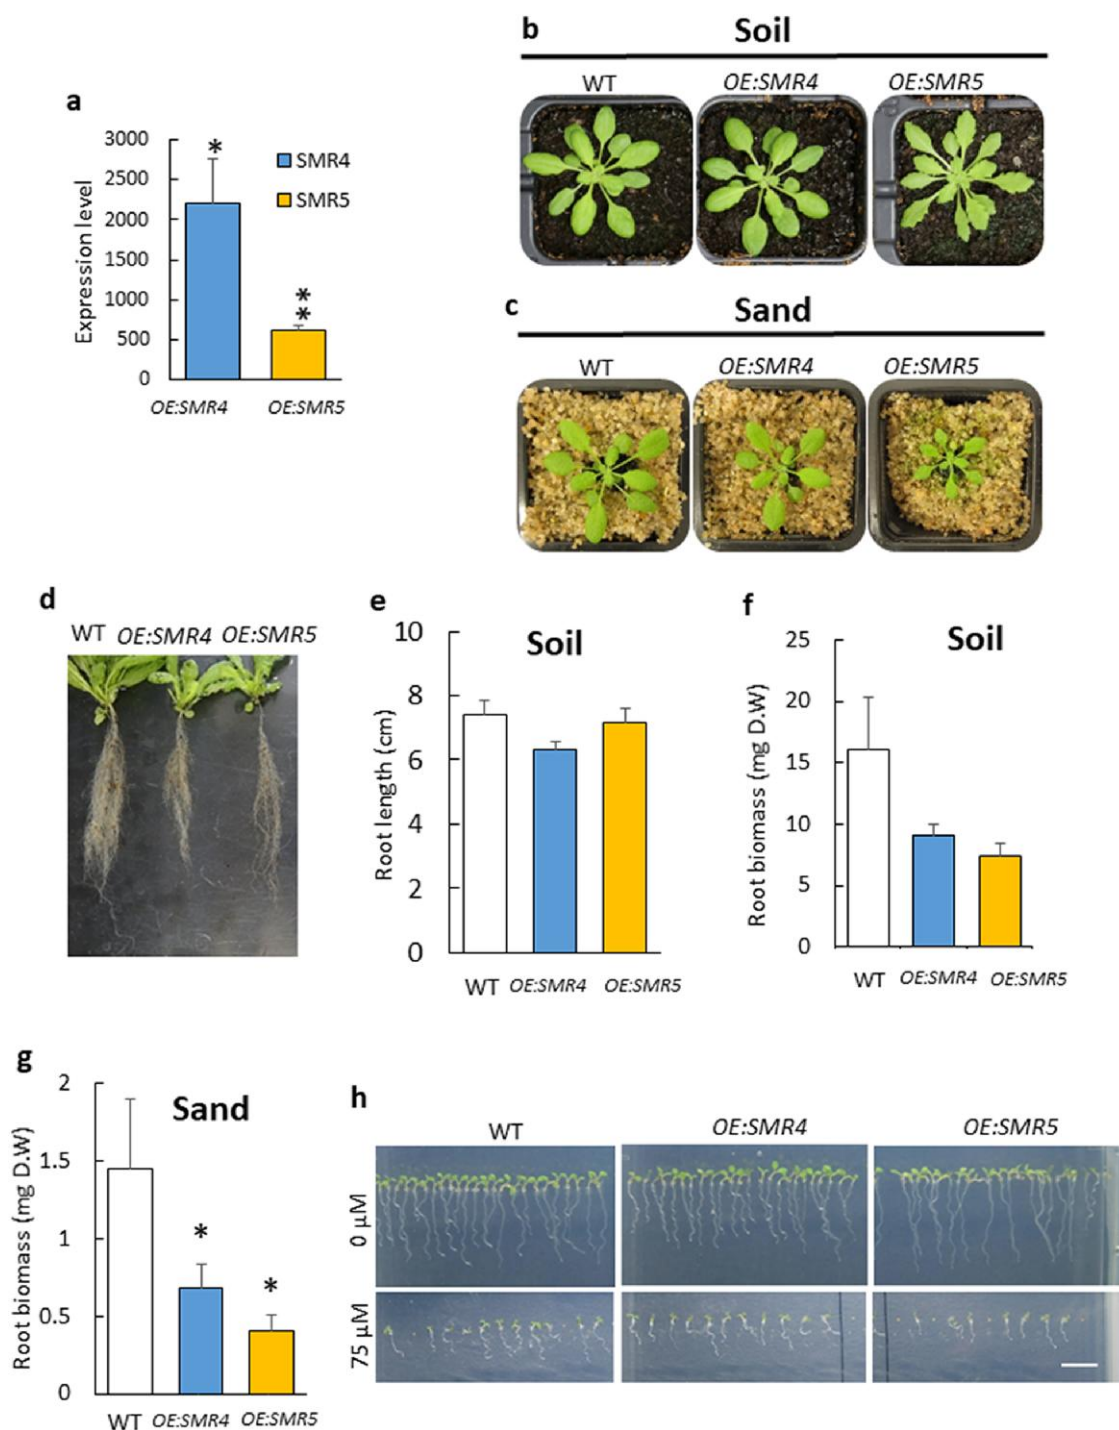 a
Expression level
3000
2500
2000
1500
1000
500
0
*
**
SMR4
SMR5
OE:SMR4 OE:SMR5
b
Soil
WT OE:SMR4 OE:SMR5
c
Sand
WT OE:SMR4 OE:SMR5
d
WT OE:SMR4 OE:SMR5
e
Soil
Root length (cm)
10
8
6
4
2
0
WT OE:SMR4 OE:SMR5
f
Soil
Root biomass (mg D.W)
25
20
15
10
5
0
WT OE:SMR4 OE:SMR5
g
Sand
Root biomass (mg D.W)
2
1.5
1
0.5
0
*
*
WT OE:SMR4 OE:SMR5
h
WT OE:SMR4 OE:SMR5
0 µM
75 µM